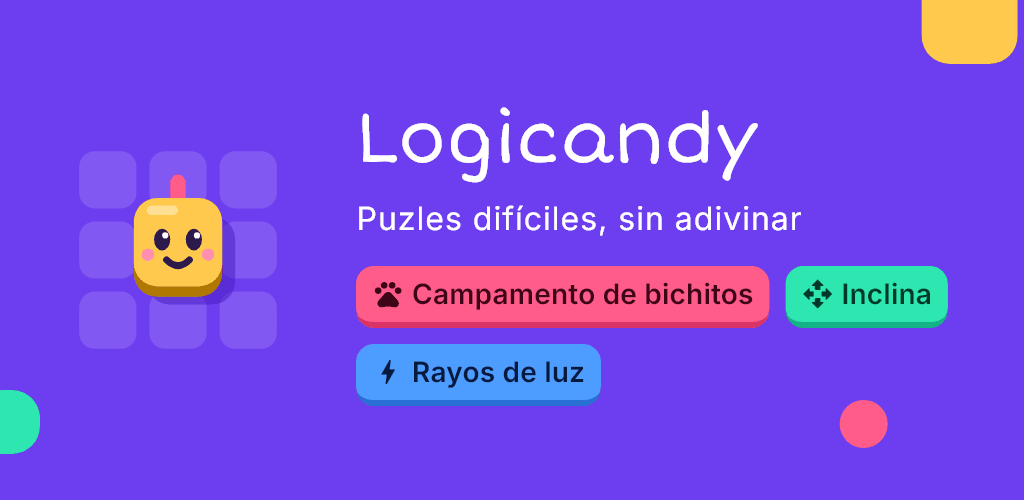 Logicandy
Puzles difíciles, sin adivinar
Campamento de bichitos
Inclina
Rayos de luz